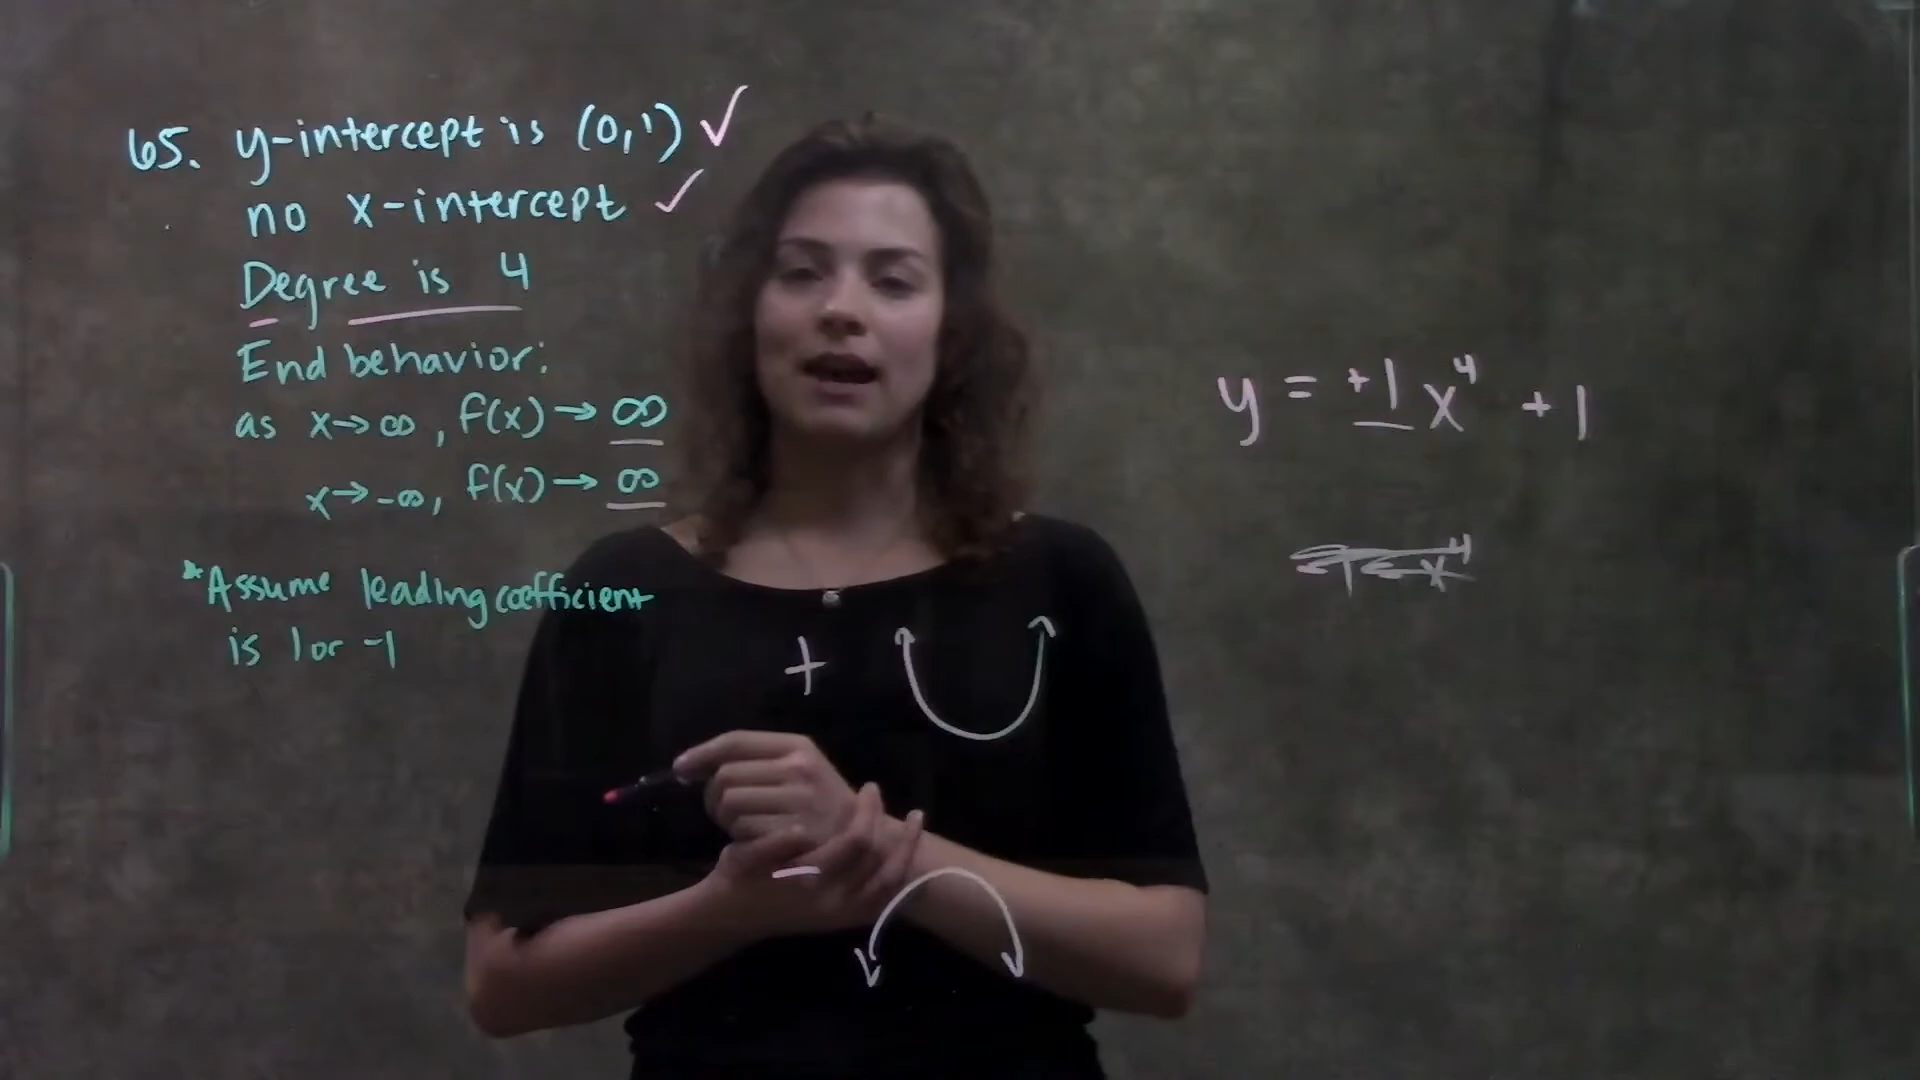 65. y-intercept is (0,1) ✓
no x-intercept ✓
Degree is 4
End behavior:
as x→∞, f(x)→∞
x→-∞, f(x)→∞
*Assume leading coefficient
is 1 or -1
y = +1x⁴ + 1
x⁴
+
−